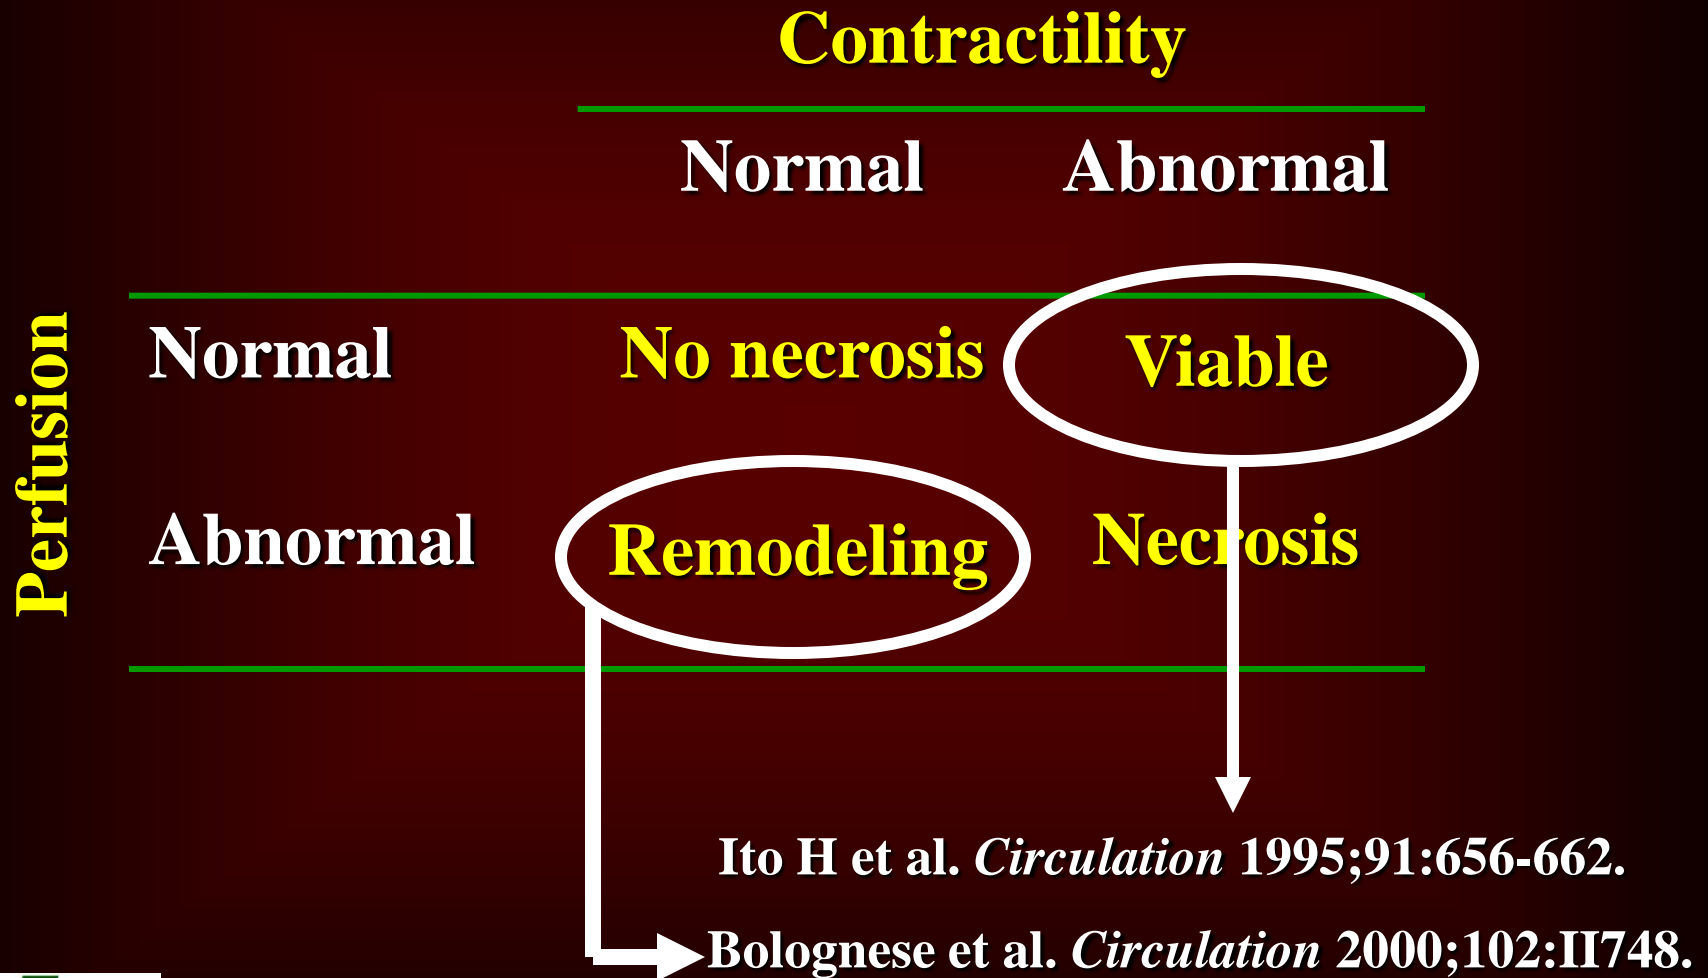 Contractility
Normal Abnormal
Perfusion
Normal No necrosis Viable
Abnormal Remodeling Necrosis
Ito H et al. Circulation 1995;91:656-662.
Bolognese et al. Circulation 2000;102:II748.